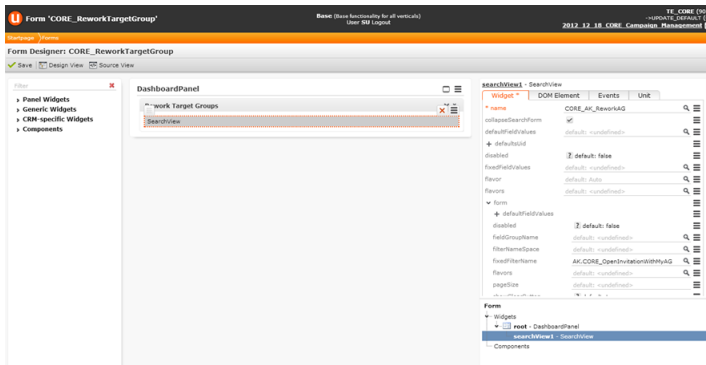 Form 'CORE_ReworkTargetGroup'
Base (Base functionality for all verticals)
User SU Logout
TE_CORE (90
->UPDATE_DEFAULT (
2012_12_18_CORE_Campaign_Management [
Startpage Forms
Form Designer: CORE_ReworkTargetGroup
Save Design View Source View
Filter
Panel Widgets
Generic Widgets
CRM-specific Widgets
Components
DashboardPanel
Rework Target Groups
SearchView
searchView1 - SearchView
Widget * DOM Element Events Unit
* name CORE_AK_ReworkAG
collapseSearchForm
defaultFieldValues default: <undefined>
defaultsUid
disabled ? default: false
fixedFieldValues default: <undefined>
flavor default: Auto
flavors default: <undefined>
form
defaultFieldValues
disabled ? default: false
fieldGroupName default: <undefined>
filterNameSpace default: <undefined>
fixedFilterName AK.CORE_OpenInvitationWithMyAG
flavors default: <undefined>
pageSize default: <undefined>
Form
Widgets
root - DashboardPanel
searchView1 - SearchView
Components